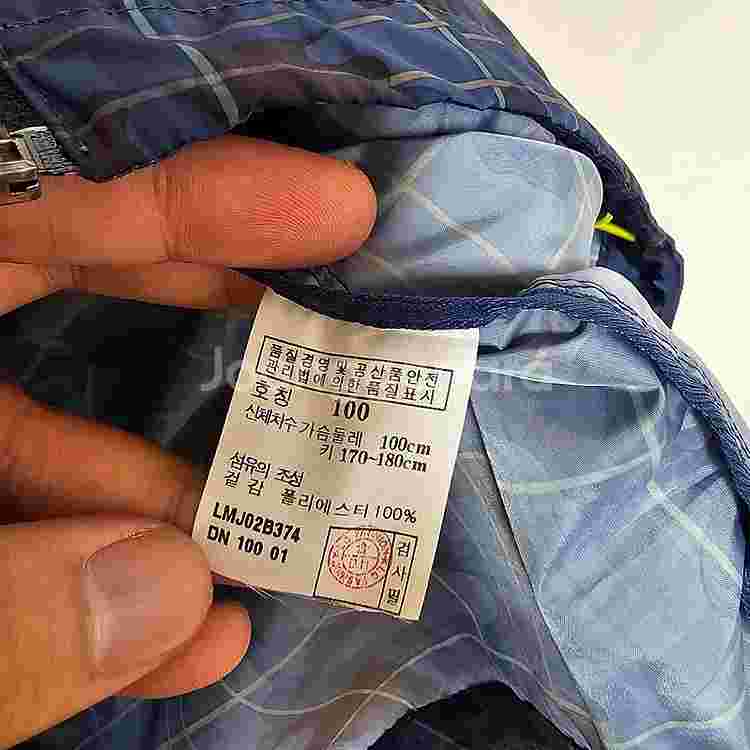 품질경영 및 공산품안전
관리법에 의한 품질표시
호칭 100
신체치수 가슴둘레 100cm
키 170~180cm
섬유의 조성
겉감 폴리에스터 100%
LMJ02B374
DN 100 01
검사필